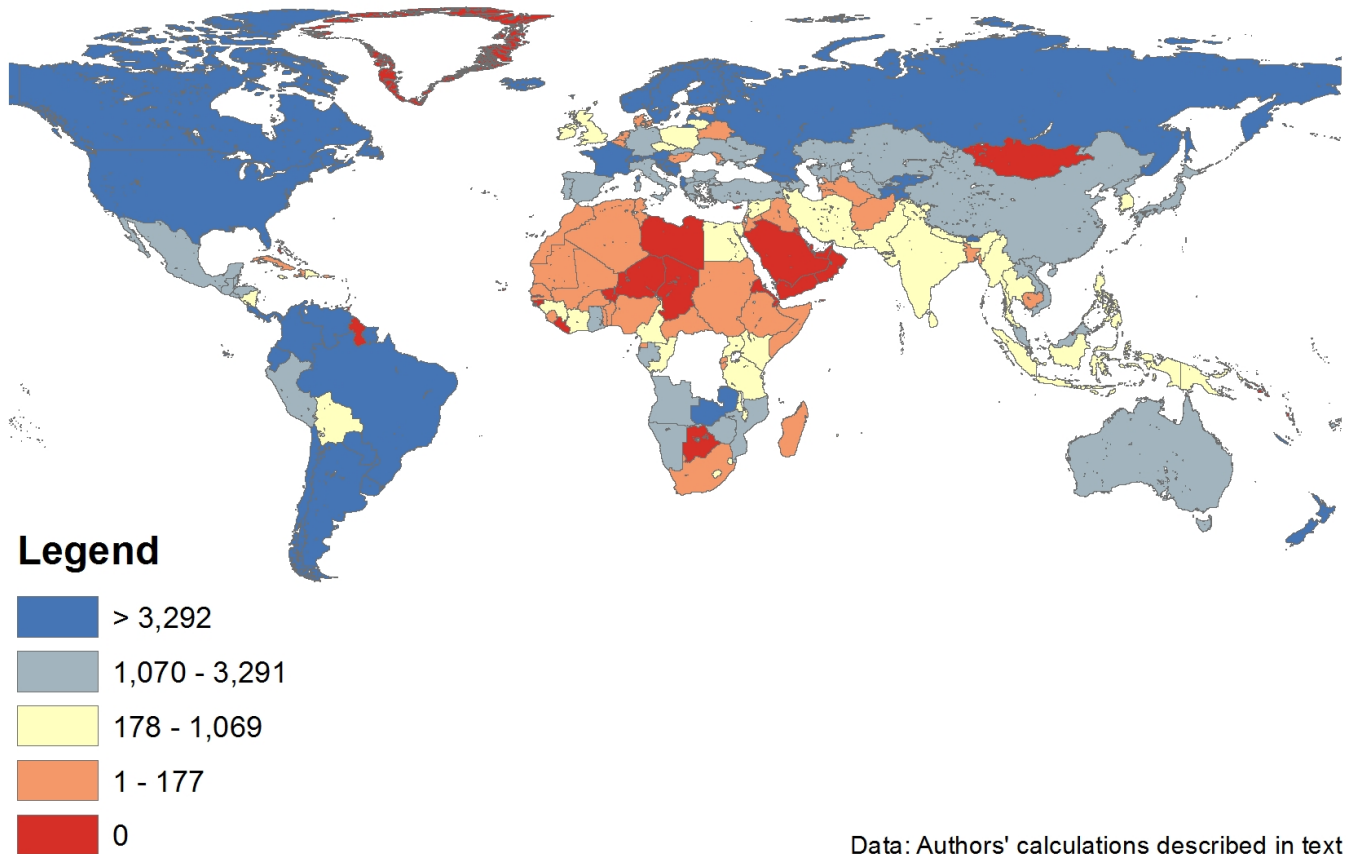 Legend
> 3,292
1,070 - 3,291
178 - 1,069
1 - 177
0
Data: Authors' calculations described in text